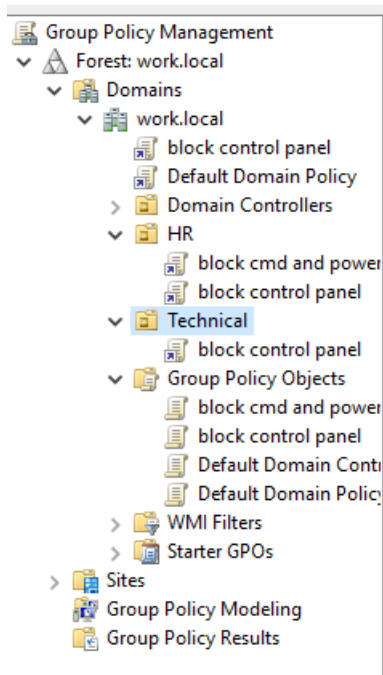 Group Policy Management
Forest: work.local
Domains
work.local
block control panel
Default Domain Policy
Domain Controllers
HR
block cmd and power
block control panel
Technical
block control panel
Group Policy Objects
block cmd and power
block control panel
Default Domain Contr
Default Domain Policy
WMI Filters
Starter GPOs
Sites
Group Policy Modeling
Group Policy Results